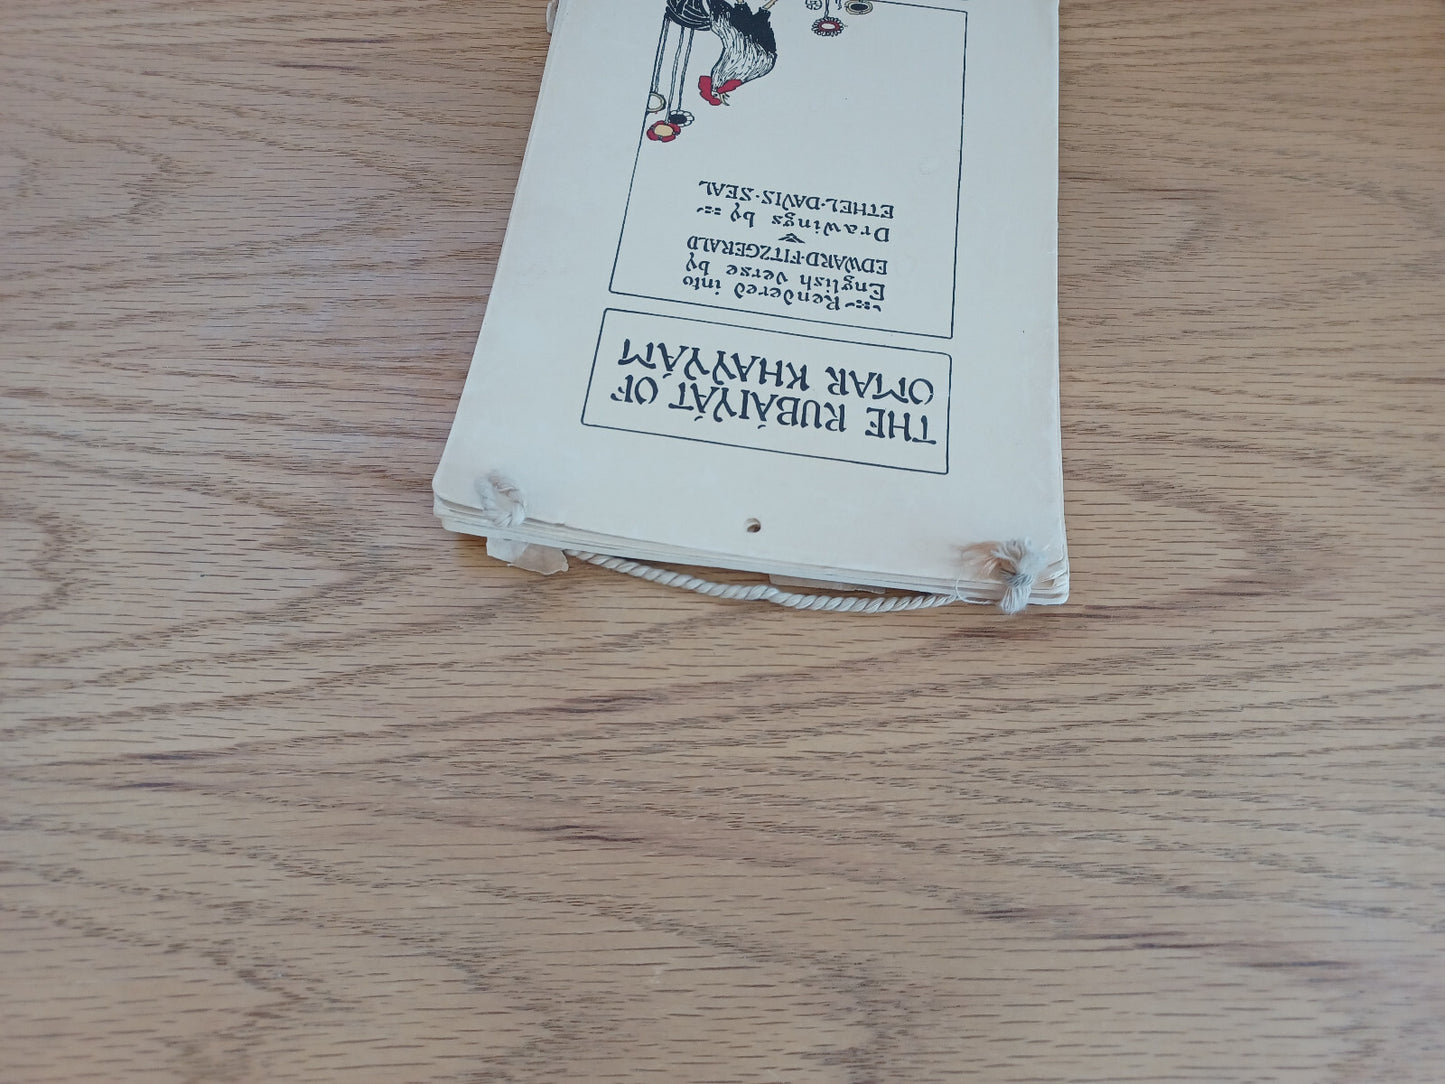 THE RUBÁIYÁT OF
OMAR KHAYYÁM
Rendered into
English verse by
EDWARD·FITZGERALD
Drawings by
ETHEL·DAVIS·SEAL